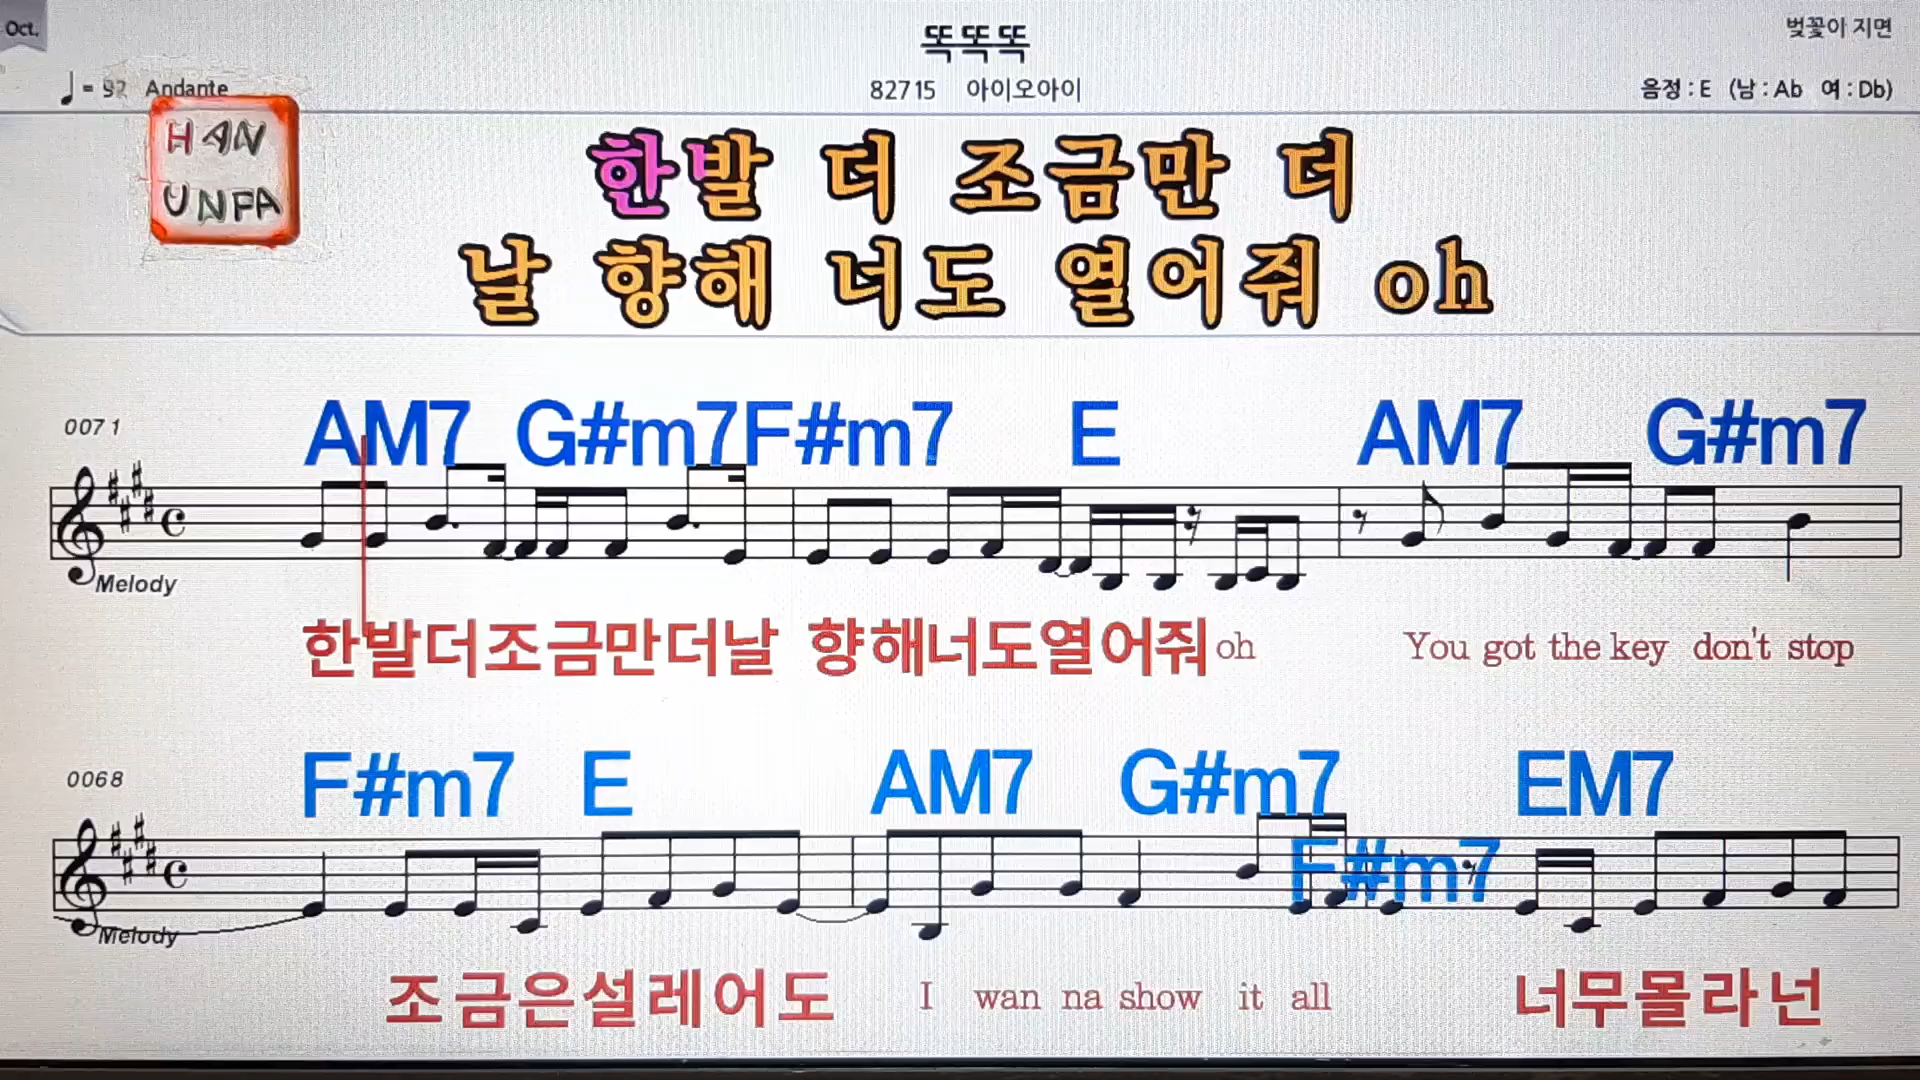 Oct.
똑똑똑
벚꽃이 지면
♩ = 92 Andante
82715 아이오아이
음정 : E (남 : Ab 여 : Db)
HAN
UNFA
한발 더 조금만 더
날 향해 너도 열어줘 oh
0071
AM7 G#m7 F#m7 E AM7 G#m7
Melody
한발더조금만더날 향해너도열어줘 oh You got the key don't stop
0068
F#m7 E AM7 G#m7 F#m7 EM7
Melody
조금은설레어도 I wan na show it all 너무몰라넌